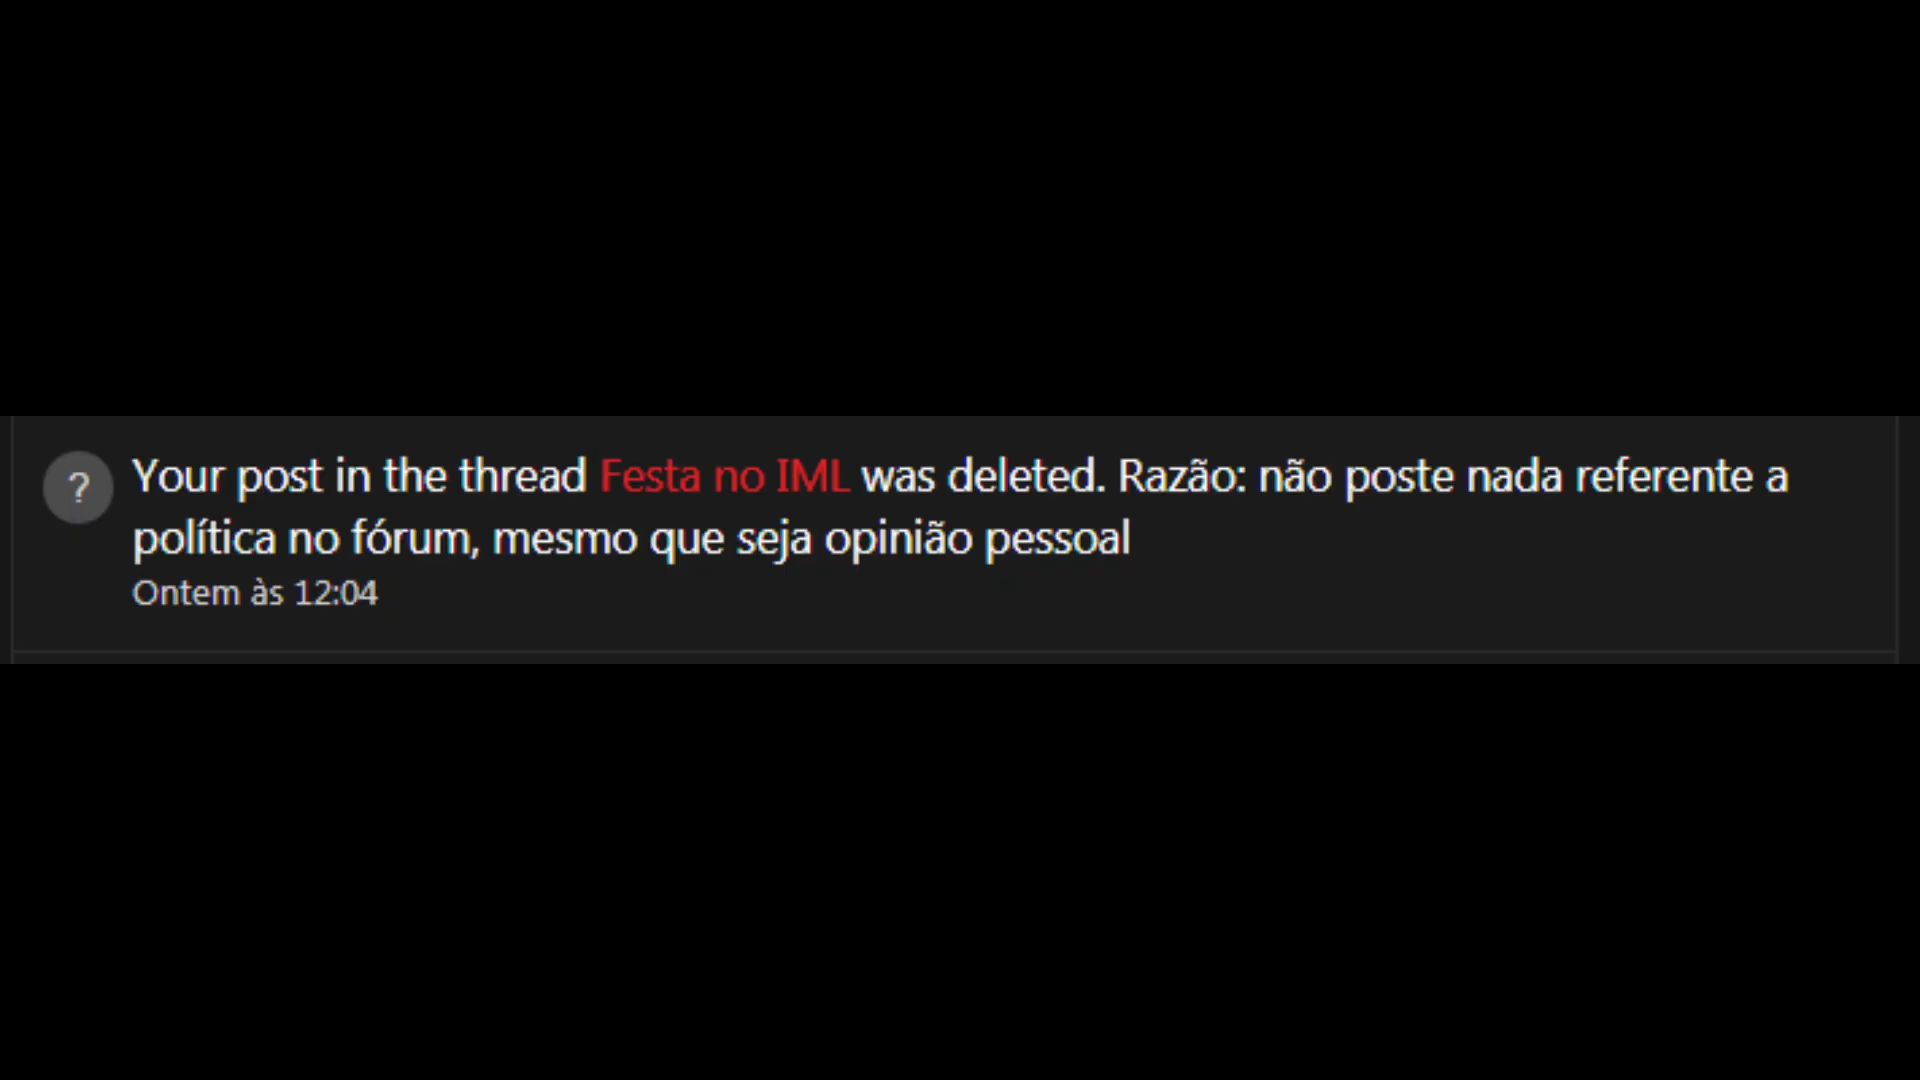 ?
Your post in the thread Festa no IML was deleted. Razão: não poste nada referente a
política no fórum, mesmo que seja opinião pessoal
Ontem às 12:04